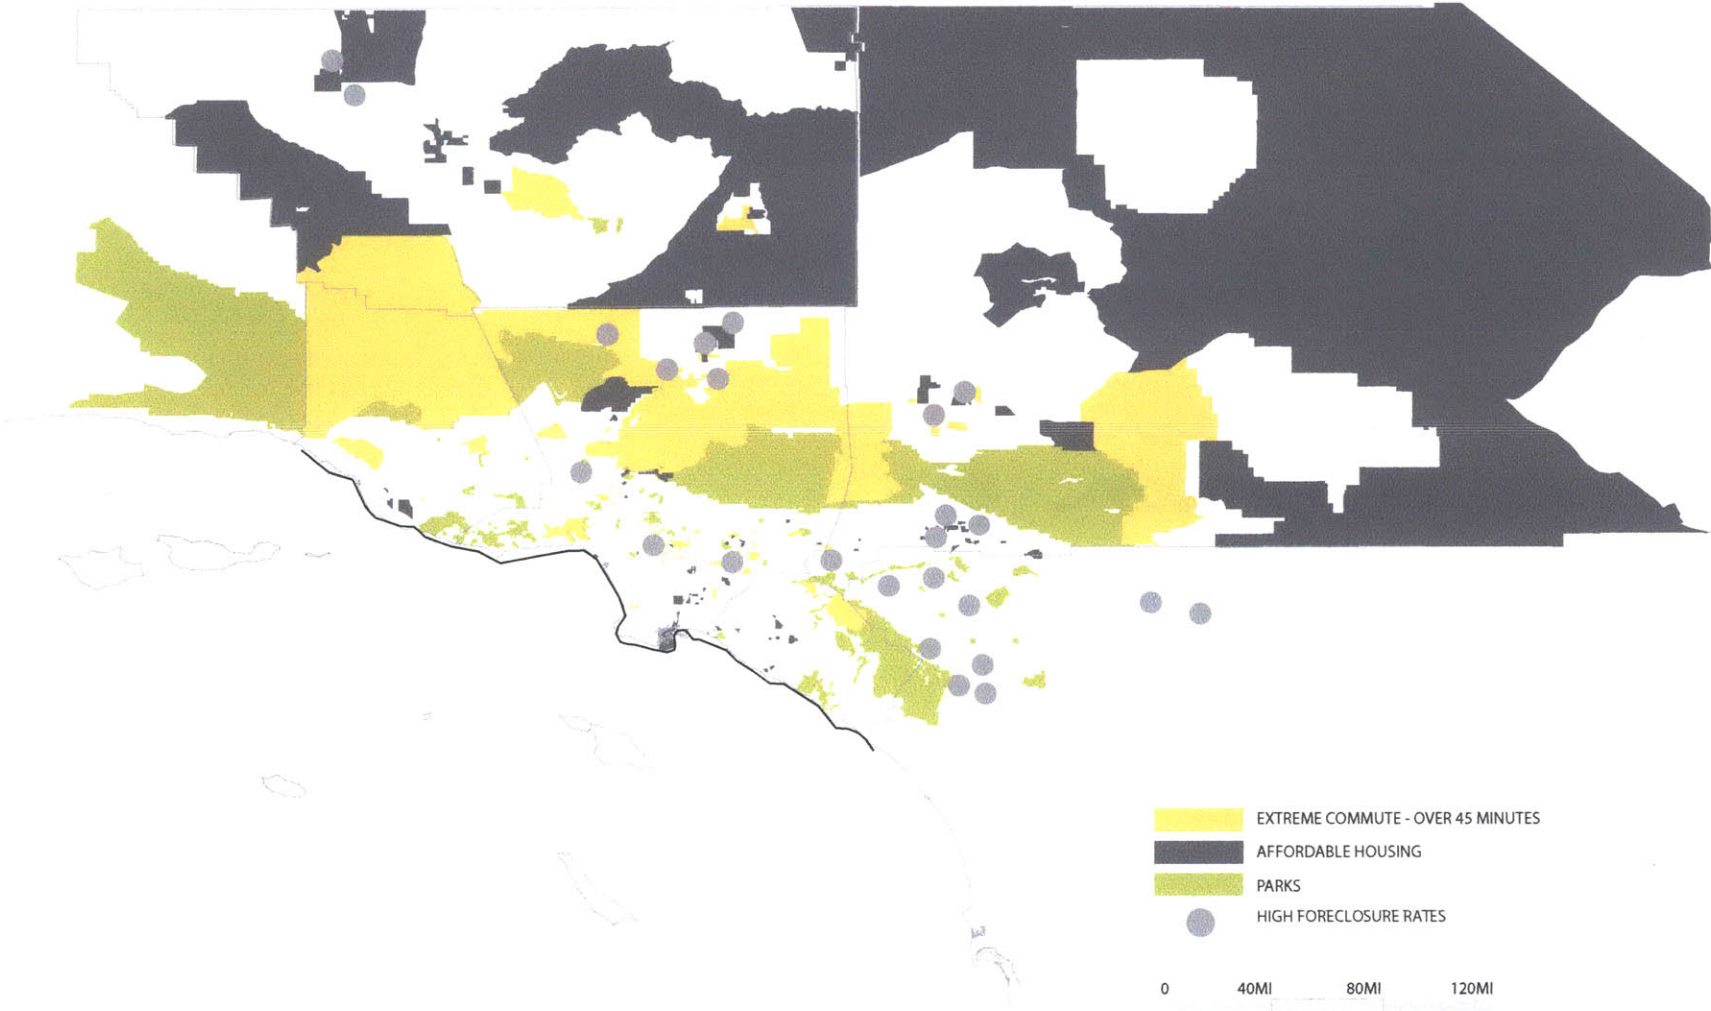 EXTREME COMMUTE - OVER 45 MINUTES
AFFORDABLE HOUSING
PARKS
HIGH FORECLOSURE RATES
0 40MI 80MI 120MI